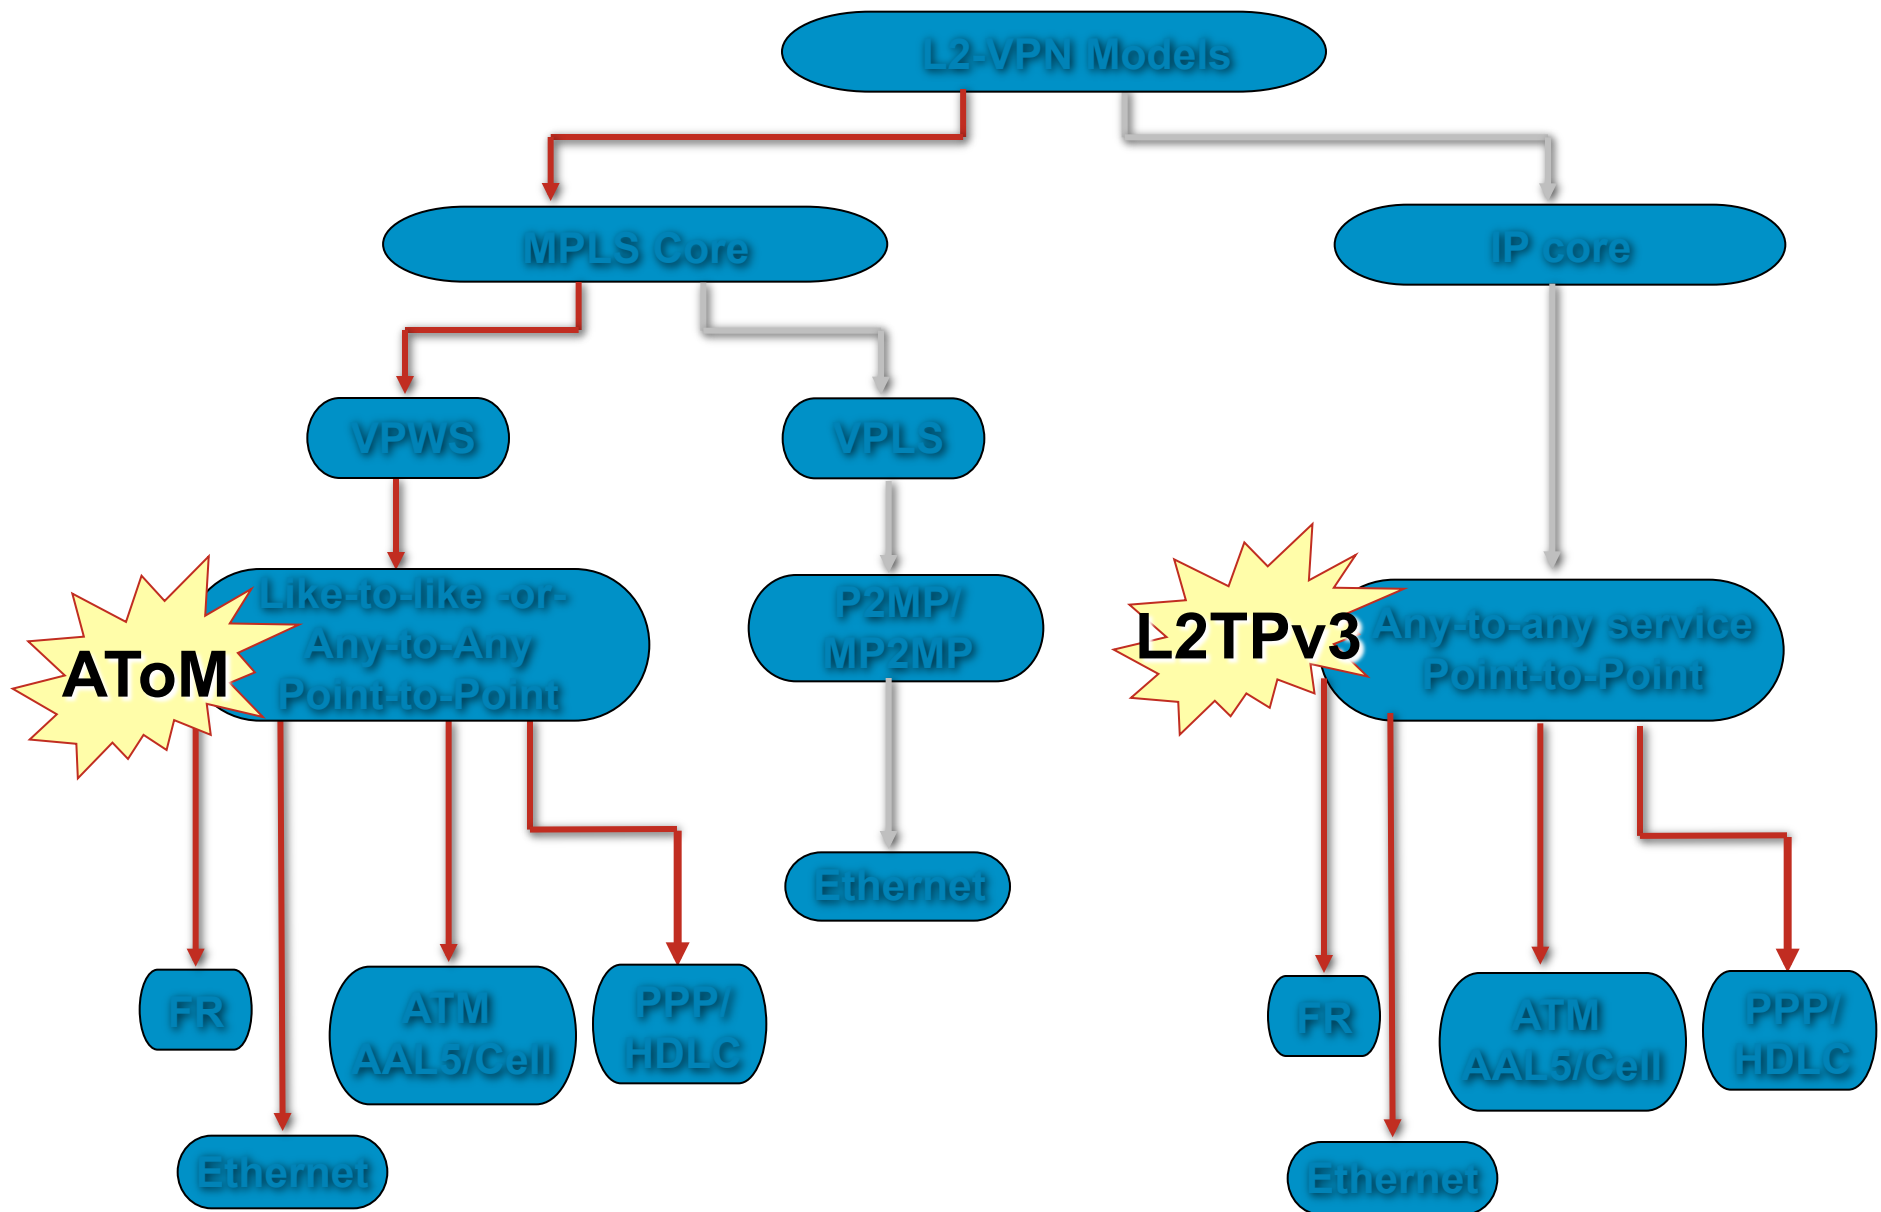 L2-VPN Models
MPLS Core
IP core
VPWS
VPLS
AToM
Like-to-like -or-
Any-to-Any
Point-to-Point
P2MP/
MP2MP
L2TPv3
Any-to-any service
Point-to-Point
Ethernet
FR
ATM
AAL5/Cell
PPP/
HDLC
Ethernet
FR
ATM
AAL5/Cell
PPP/
HDLC
Ethernet